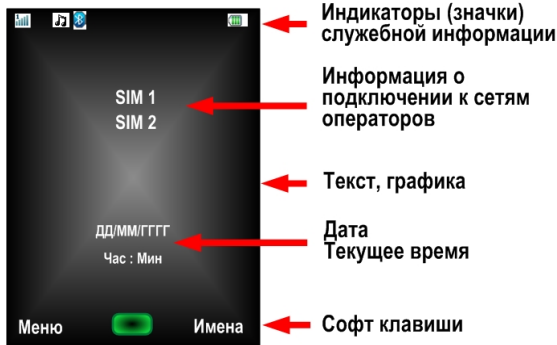 Индикаторы (значки)
служебной информации
SIM 1
SIM 2
Информация о
подключении к сетям
операторов
Текст, графика
ДД/ММ/ГГГГ
Час : Мин
Дата
Текущее время
Меню
Имена
Софт клавиши